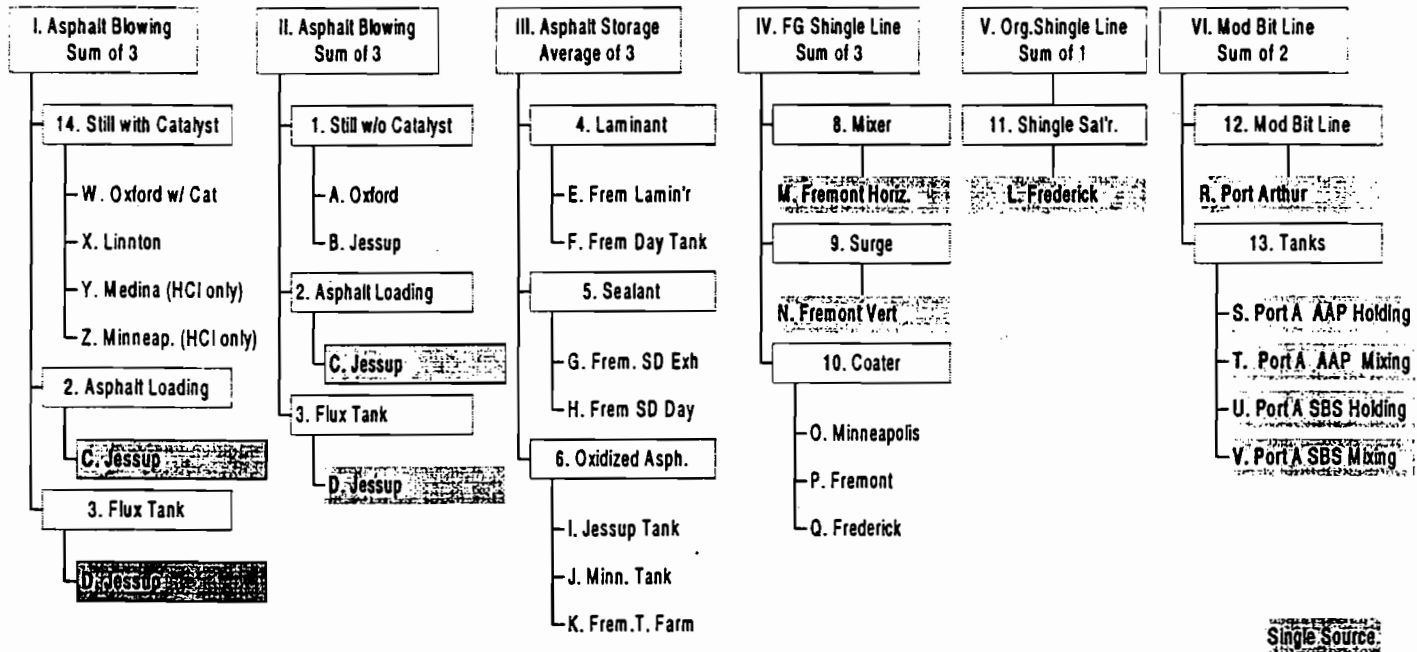 I. Asphalt Blowing
Sum of 3
14. Still with Catalyst
W. Oxford w/ Cat
X. Linnton
Y. Medina (HCl only)
Z. Minneap. (HCl only)
2. Asphalt Loading
C. Jessup
3. Flux Tank
D. Jessup
II. Asphalt Blowing
Sum of 3
1. Still w/o Catalyst
A. Oxford
B. Jessup
2. Asphalt Loading
C. Jessup
3. Flux Tank
D. Jessup
III. Asphalt Storage
Average of 3
4. Laminant
E. Frem Lamin'r
F. Frem Day Tank
5. Sealant
G. Frem. SD Exh
H. Frem SD Day
6. Oxidized Asph.
I. Jessup Tank
J. Minn. Tank
K. Frem.T. Farm
IV. FG Shingle Line
Sum of 3
8. Mixer
M. Fremont Horiz.
9. Surge
N. Fremont Vert
10. Coater
O. Minneapolis
P. Fremont
Q. Frederick
V. Org.Shingle Line
Sum of 1
11. Shingle Sat'r.
L. Frederick
VI. Mod Bit Line
Sum of 2
12. Mod Bit Line
R. Port Arthur
13. Tanks
S. Port A AAP Holding
T. Port A AAP Mixing
U. Port A SBS Holding
V. Port A SBS Mixing
Single Source